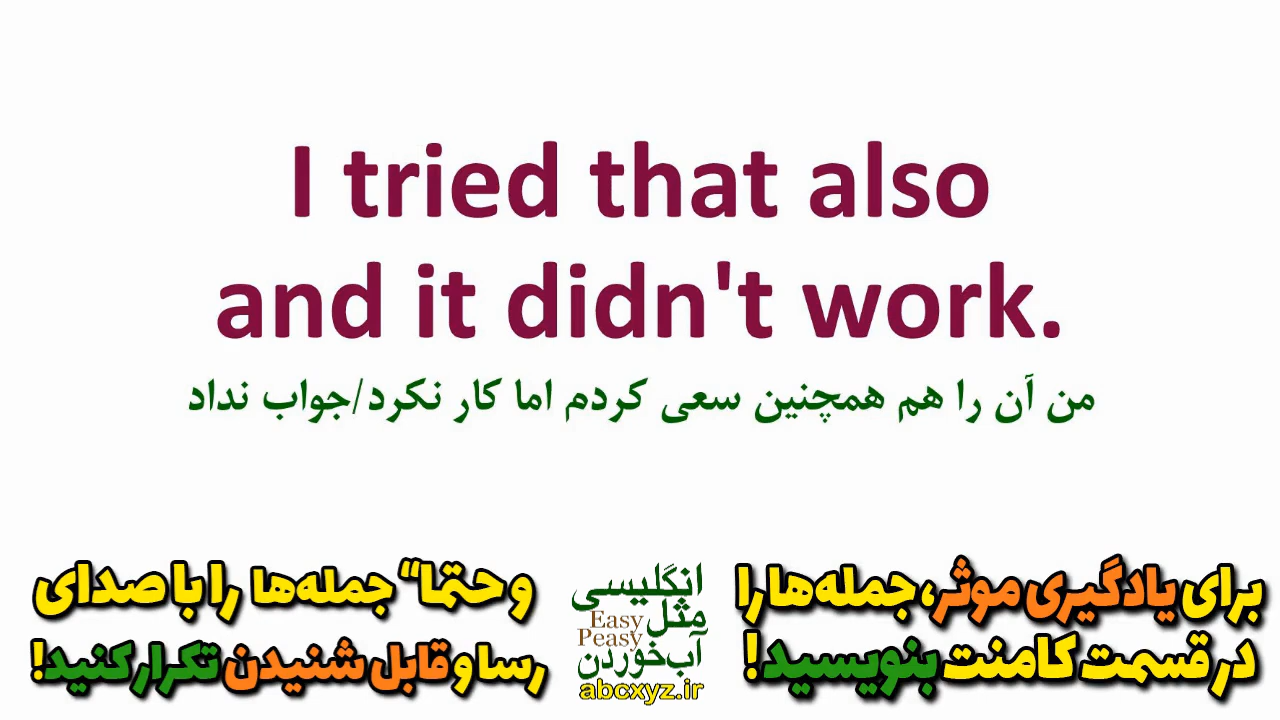 I tried that also
and it didn't work.
من آن را هم همچنین سعی کردم اما کار نکرد/جواب نداد
برای یادگیری موثر، جمله‌ها را
در قسمت کامنت بنویسید!
انگلیسی
مثل
Easy
Peasy
آب خوردن
abcxyz.ir
و حتما“ جمله‌ها را با صدای
رسا و قابل شنیدن تکرار کنید!